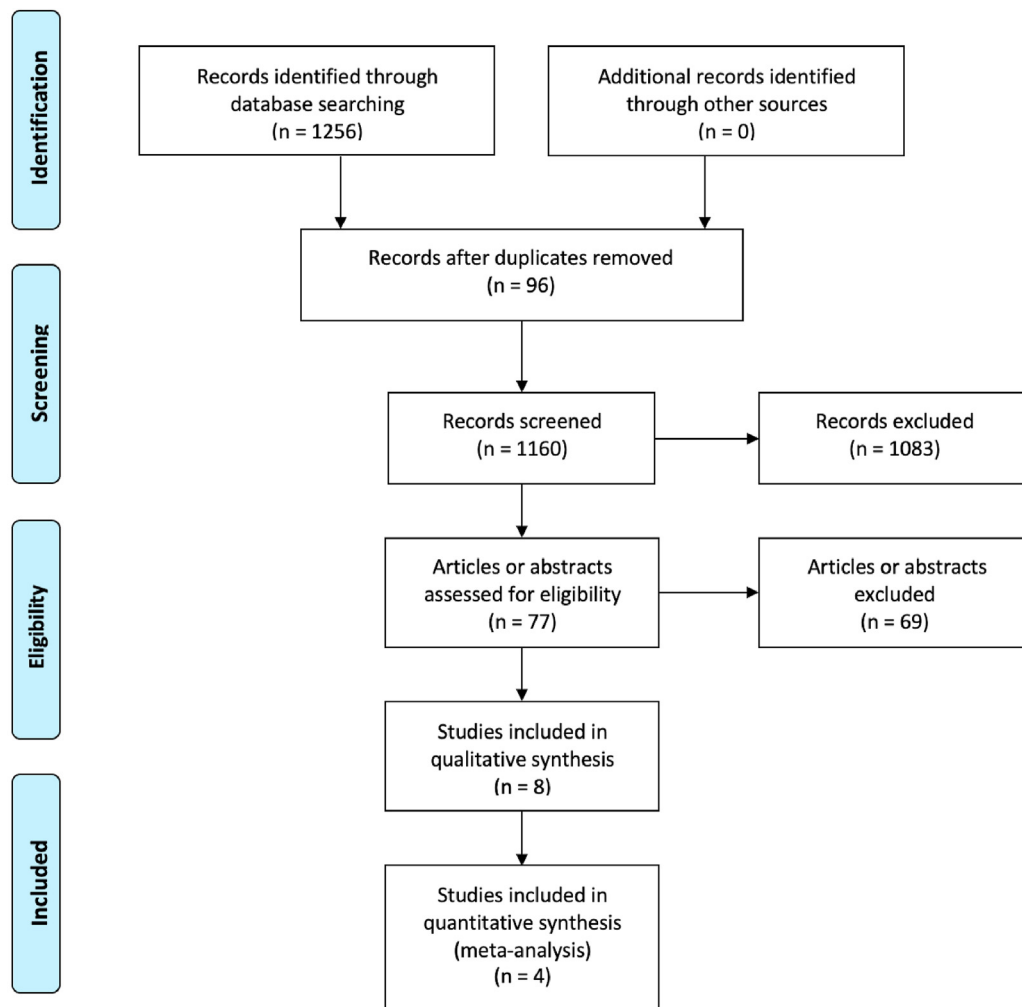 Identification
Records identified through
database searching
(n = 1256)
Additional records identified
through other sources
(n = 0)
Screening
Records after duplicates removed
(n = 96)
Records screened
(n = 1160)
Records excluded
(n = 1083)
Eligibility
Articles or abstracts
assessed for eligibility
(n = 77)
Articles or abstracts
excluded
(n = 69)
Studies included in
qualitative synthesis
(n = 8)
Included
Studies included in
quantitative synthesis
(meta-analysis)
(n = 4)